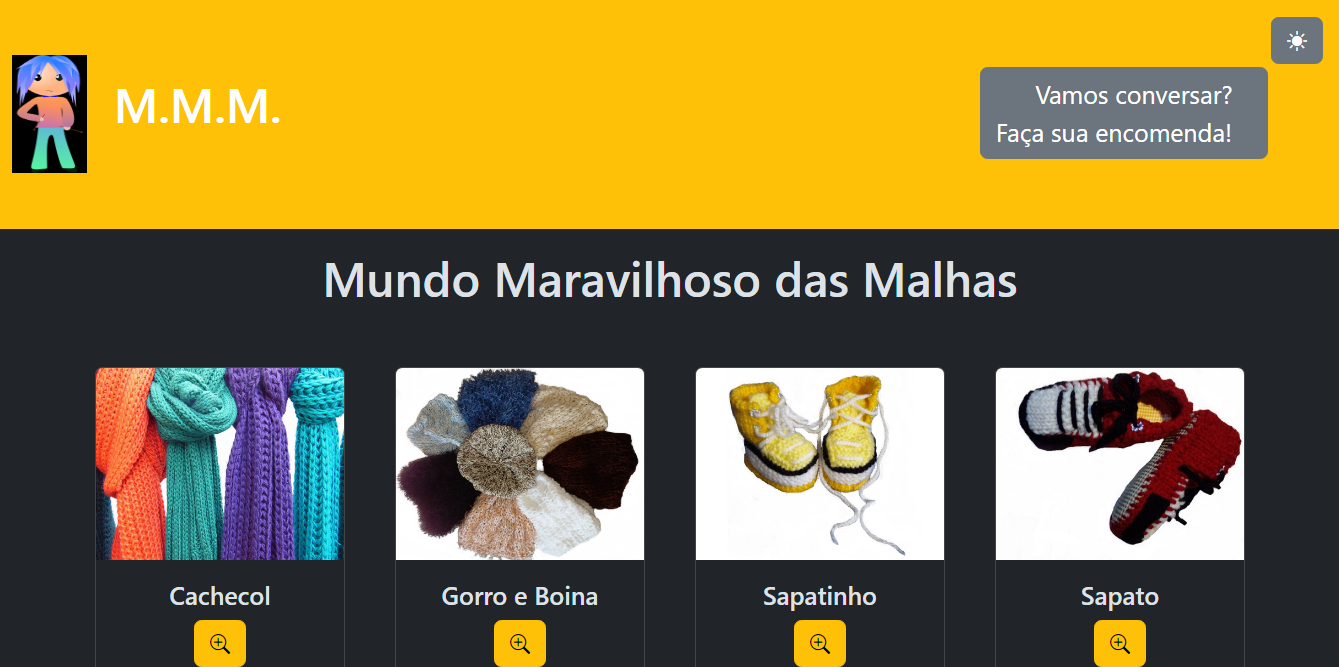 M.M.M.
Vamos conversar?
Faça sua encomenda!
Mundo Maravilhoso das Malhas
Cachecol
Gorro e Boina
Sapatinho
Sapato